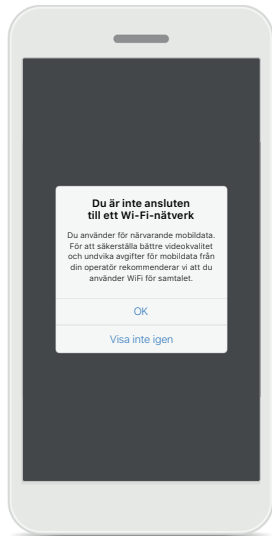 Du är inte ansluten
till ett Wi-Fi-nätverk
Du använder för närvarande mobildata.
För att säkerställa bättre videokvalitet
och undvika avgifter för mobildata från
din operatör rekommenderar vi att du
använder WiFi för samtalet.
OK
Visa inte igen